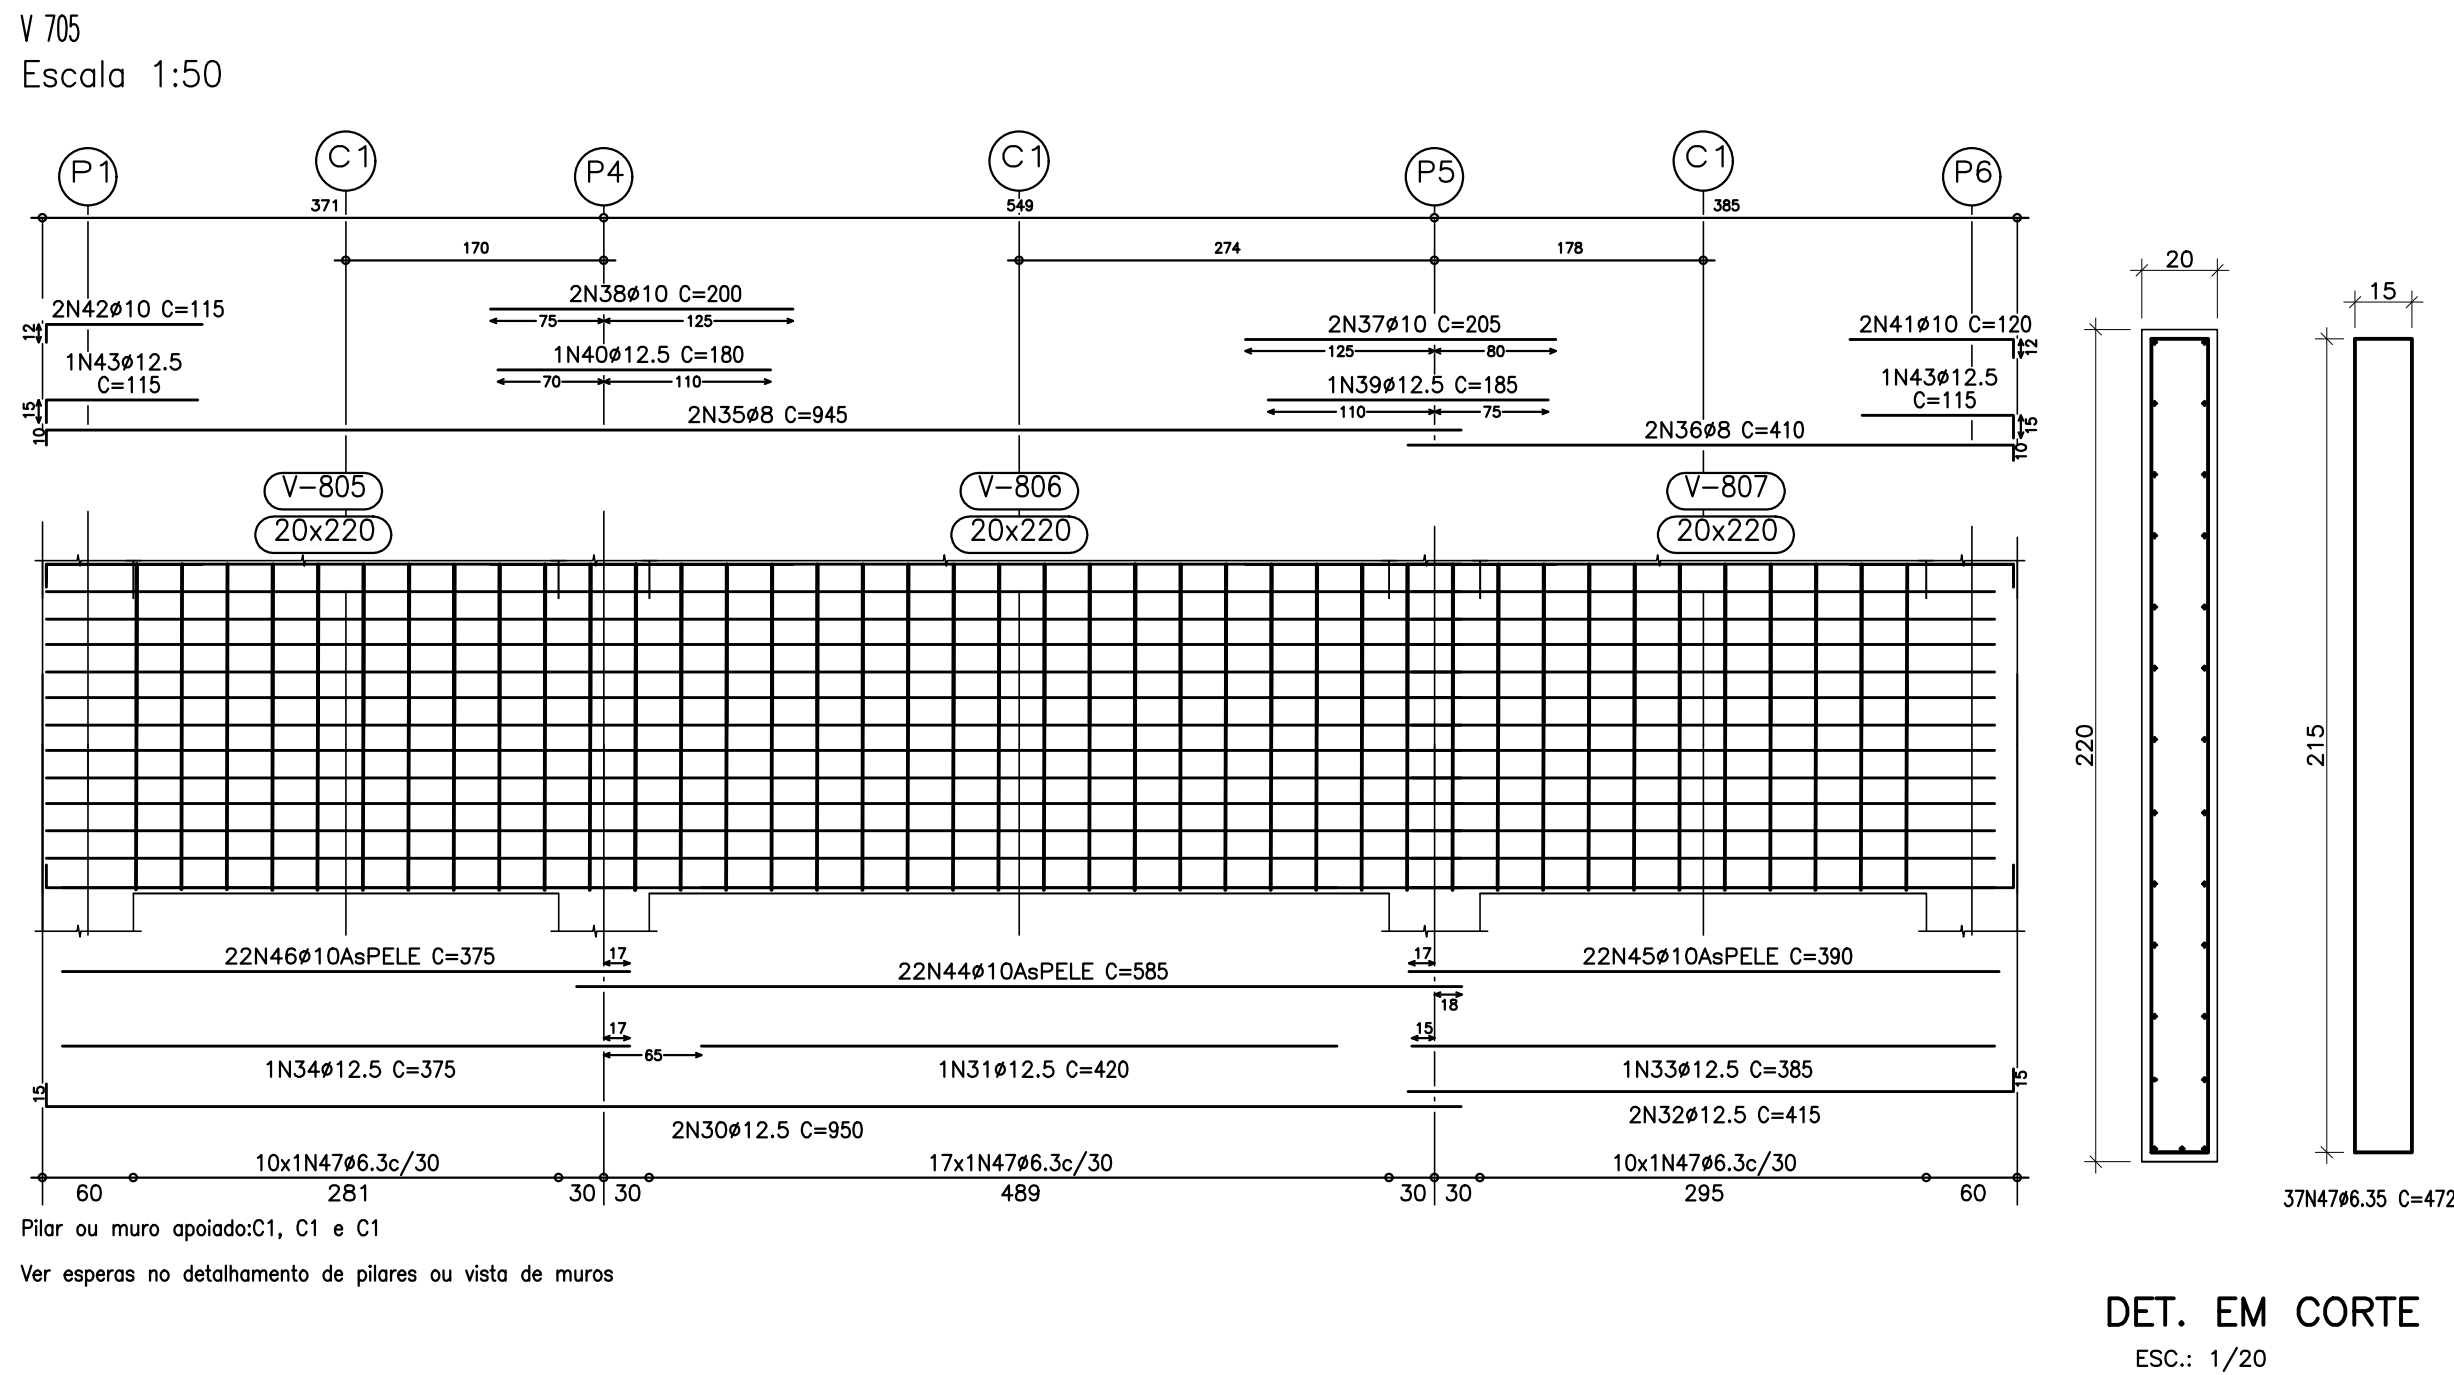 V 705
Escala 1:50
P1
C1
P4
C1
P5
C1
P6
371
549
385
170
274
178
2N42ø10 C=115
12
1N43ø12.5
C=115
15
10
2N38ø10 C=200
75
125
1N40ø12.5 C=180
70
110
2N35ø8 C=945
2N37ø10 C=205
125
80
1N39ø12.5 C=185
110
75
2N41ø10 C=120
12
1N43ø12.5
C=115
15
2N36ø8 C=410
10
V-805
20x220
V-806
20x220
V-807
20x220
22N46ø10AsPELE C=375
17
22N44ø10AsPELE C=585
17
18
22N45ø10AsPELE C=390
17
65
15
1N34ø12.5 C=375
1N31ø12.5 C=420
1N33ø12.5 C=385
15
15
2N30ø12.5 C=950
2N32ø12.5 C=415
10x1N47ø6.3c/30
17x1N47ø6.3c/30
10x1N47ø6.3c/30
60
281
30
30
489
30
30
295
60
Pilar ou muro apoiado:C1, C1 e C1
Ver esperas no detalhamento de pilares ou vista de muros
20
220
15
215
37N47ø6.35 C=472
DET. EM CORTE
ESC.: 1/20